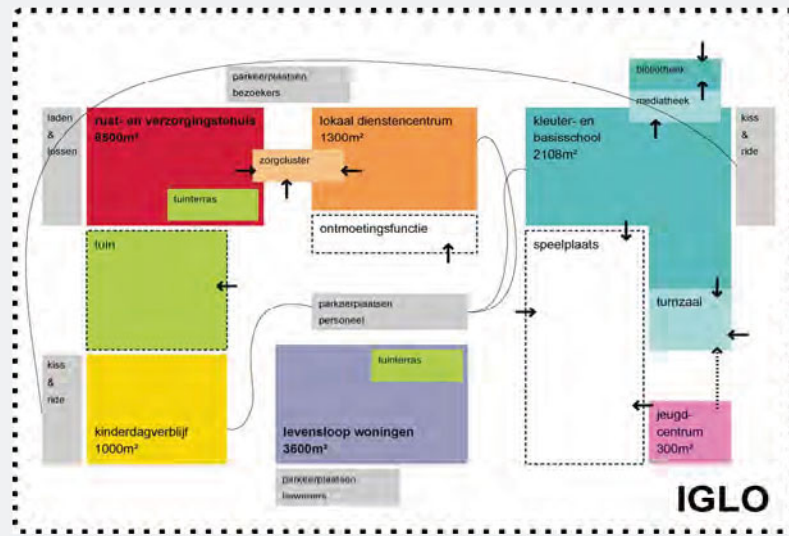 parkeerplaatsen
bezoekers
bibliotheek
mediatheek
laden
&
lossen
rust- en verzorgingstehuis
8500m²
lokaal dienstencentrum
1300m²
kleuter- en
basisschool
2108m²
kiss
&
ride
zorgcluster
tuinterras
ontmoetingsfunctie
tuin
speelplaats
parkeerplaatsen
personeel
turnzaal
kiss
&
ride
tuinterras
kinderdagverblijf
1000m²
levensloop woningen
3600m²
jeugd-
centrum
300m²
parkeerplaatsen
bewoners
IGLO